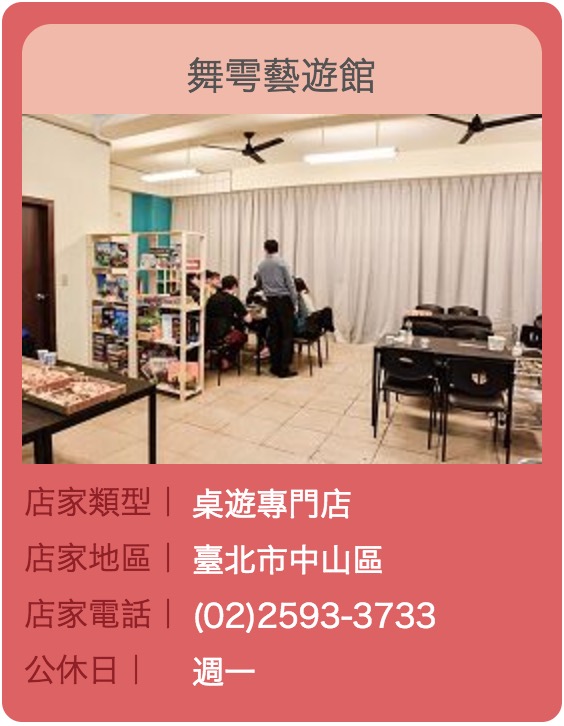 舞雩藝遊館
店家類型｜ 桌遊專門店
店家地區｜ 臺北市中山區
店家電話｜ (02)2593-3733
公休日｜ 週一